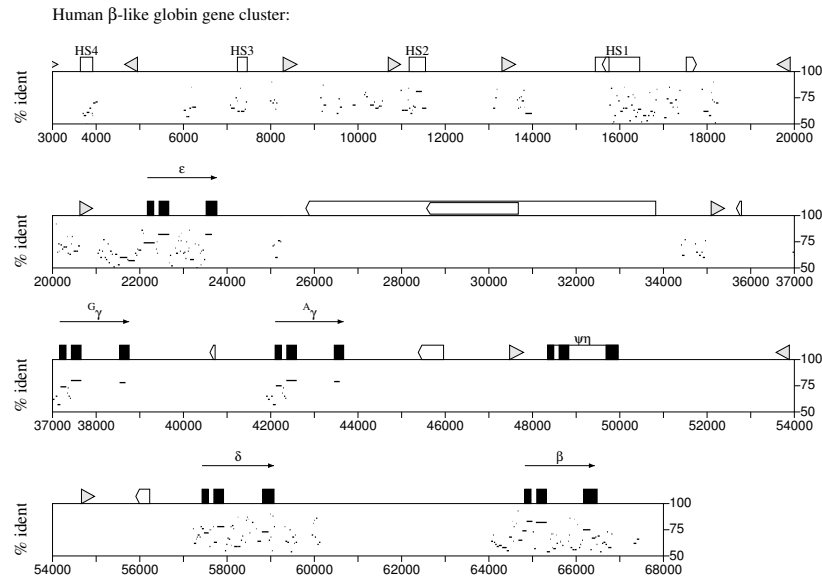 Human β-like globin gene cluster:
HS4 HS3 HS2 HS1
% ident
100
75
50
3000 4000 6000 8000 10000 12000 14000 16000 18000 20000
ε
% ident
100
75
50
20000 22000 24000 26000 28000 30000 32000 34000 36000 37000
Gγ Aγ ψη
% ident
100
75
50
37000 38000 40000 42000 44000 46000 48000 50000 52000 54000
δ β
% ident
100
75
50
54000 56000 58000 60000 62000 64000 66000 68000